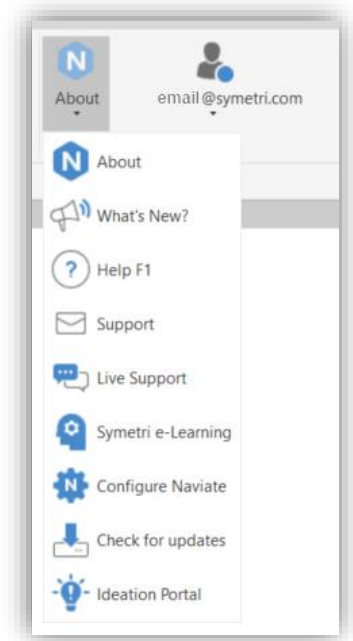 N
About
email@symetri.com
N About
What's New?
? Help F1
Support
Live Support
Symetri e-Learning
N Configure Naviate
Check for updates
Ideation Portal